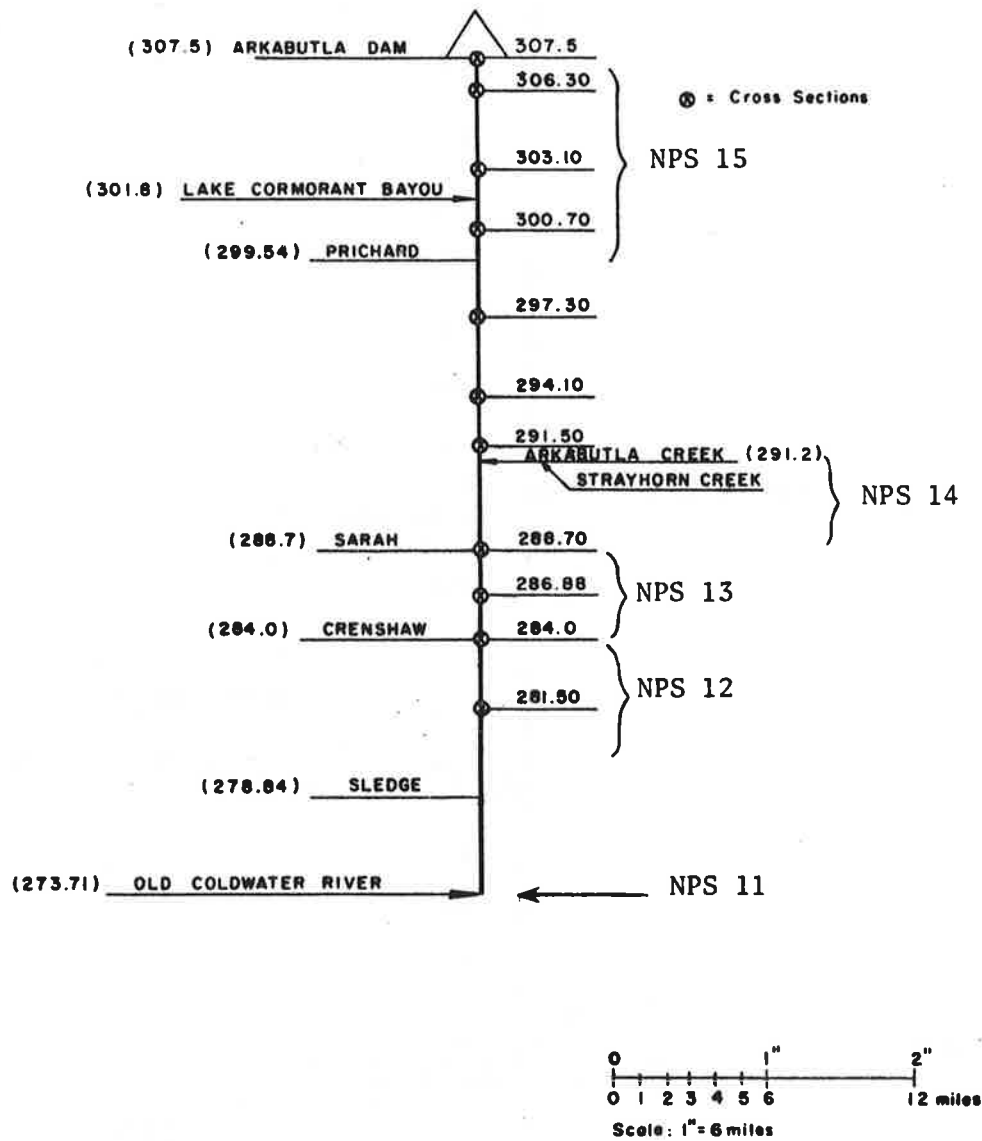 (307.5) ARKABUTLA DAM 307.5
306.30
⊗ = Cross Sections
303.10
NPS 15
(301.8) LAKE CORMORANT BAYOU
300.70
(299.54) PRICHARD
297.30
294.10
291.50
ARKABUTLA CREEK (291.2)
STRAYHORN CREEK
NPS 14
(288.7) SARAH 288.70
286.88
NPS 13
(284.0) CRENSHAW 284.0
NPS 12
281.50
(278.84) SLEDGE
(273.71) OLD COLDWATER RIVER
NPS 11
0 1" 2"
0 1 2 3 4 5 6 12 miles
Scale: 1" = 6 miles